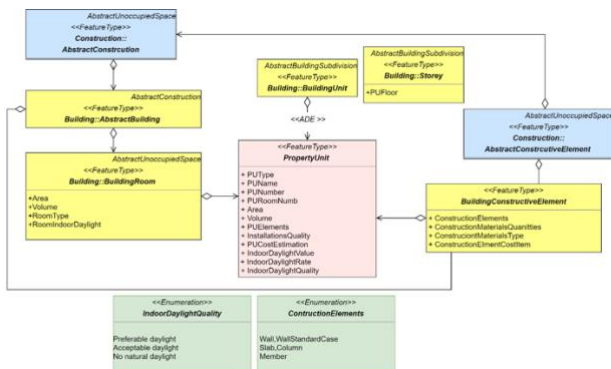 AbstractUnoccupiedSpace
<<FeatureType>>
Construction::
AbstractConstrcution
AbstractConstruction
<<FeatureType>>
Building::AbstractBuilding
AbstractUnoccupiedSpace
<<FeatureType>>
Building::BuildingRoom
+Area
+Volume
+RoomType
+RoomIndoorDaylight
AbstractBuildingSubdivision
<<FeatureType>>
Building::BuildingUnit
<<ADE >>
AbstractBuildingSubdivision
<<FeatureType>>
Building::Storey
+PUFloor
<<FeatureType>>
PropertyUnit
+ PUType
+ PUName
+ PUNumber
+ PURoomNumb
+ Area
+ Volume
+ PUElements
+ InstallationsQuality
+ PUCostEstimation
+ IndoorDaylightValue
+ IndoorDaylightRate
+ IndoorDaylightQuality
AbstractUnoccupiedSpace
<<FeatureType>>
Construction::
AbstractConstrcutiveElement
<<FeatureType>>
BuildingConstructiveElement
+ ConstructionElements
+ ConstructionMaterialsQuanities
+ ConstruciontMaterialsType
+ ConstructionElmentCostItem
<<Enumeration>>
IndoorDaylightQuality
Preferable daylight
Acceptable daylight
No natural daylight
<<Enumeration>>
ContructionElements
Wall,WallStandardCase
Slab,Column
Member